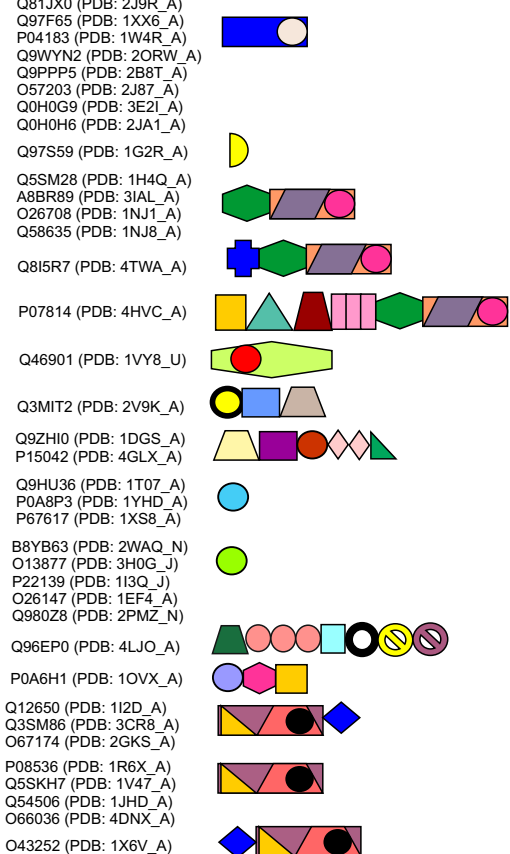 Q81JX0 (PDB: 2J9R_A)
Q97F65 (PDB: 1XX6_A)
P04183 (PDB: 1W4R_A)
Q9WYN2 (PDB: 2ORW_A)
Q9PPP5 (PDB: 2B8T_A)
O57203 (PDB: 2J87_A)
Q0H0G9 (PDB: 3E2I_A)
Q0H0H6 (PDB: 2JA1_A)
Q97S59 (PDB: 1G2R_A)
Q5SM28 (PDB: 1H4Q_A)
A8BR89 (PDB: 3IAL_A)
O26708 (PDB: 1NJ1_A)
Q58635 (PDB: 1NJ8_A)
Q8I5R7 (PDB: 4TWA_A)
P07814 (PDB: 4HVC_A)
Q46901 (PDB: 1VY8_U)
Q3MIT2 (PDB: 2V9K_A)
Q9ZHI0 (PDB: 1DGS_A)
P15042 (PDB: 4GLX_A)
Q9HU36 (PDB: 1T07_A)
P0A8P3 (PDB: 1YHD_A)
P67617 (PDB: 1XS8_A)
B8YB63 (PDB: 2WAQ_N)
O13877 (PDB: 3H0G_J)
P22139 (PDB: 1I3Q_J)
O26147 (PDB: 1EF4_A)
Q980Z8 (PDB: 2PMZ_N)
Q96EP0 (PDB: 4LJO_A)
P0A6H1 (PDB: 1OVX_A)
Q12650 (PDB: 1I2D_A)
Q3SM86 (PDB: 3CR8_A)
O67174 (PDB: 2GKS_A)
P08536 (PDB: 1R6X_A)
Q5SKH7 (PDB: 1V47_A)
Q54506 (PDB: 1JHD_A)
O66036 (PDB: 4DNX_A)
O43252 (PDB: 1X6V_A)